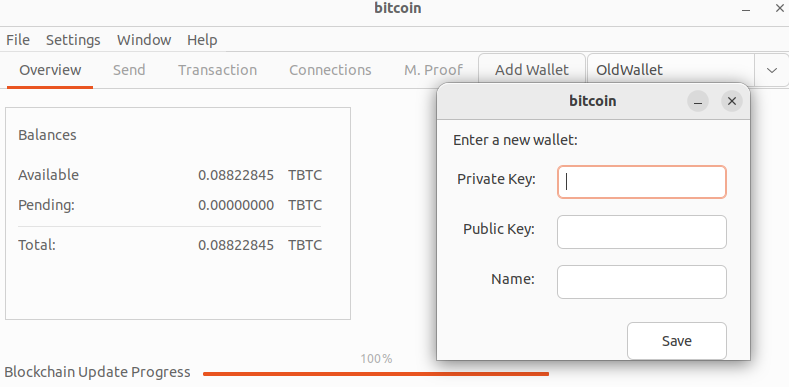 bitcoin
File Settings Window Help
Overview Send Transaction Connections M. Proof Add Wallet OldWallet
bitcoin
Balances
Enter a new wallet:
Available 0.08822845 TBTC
Private Key:
Pending: 0.00000000 TBTC
Public Key:
Total: 0.08822845 TBTC
Name:
Save
100%
Blockchain Update Progress